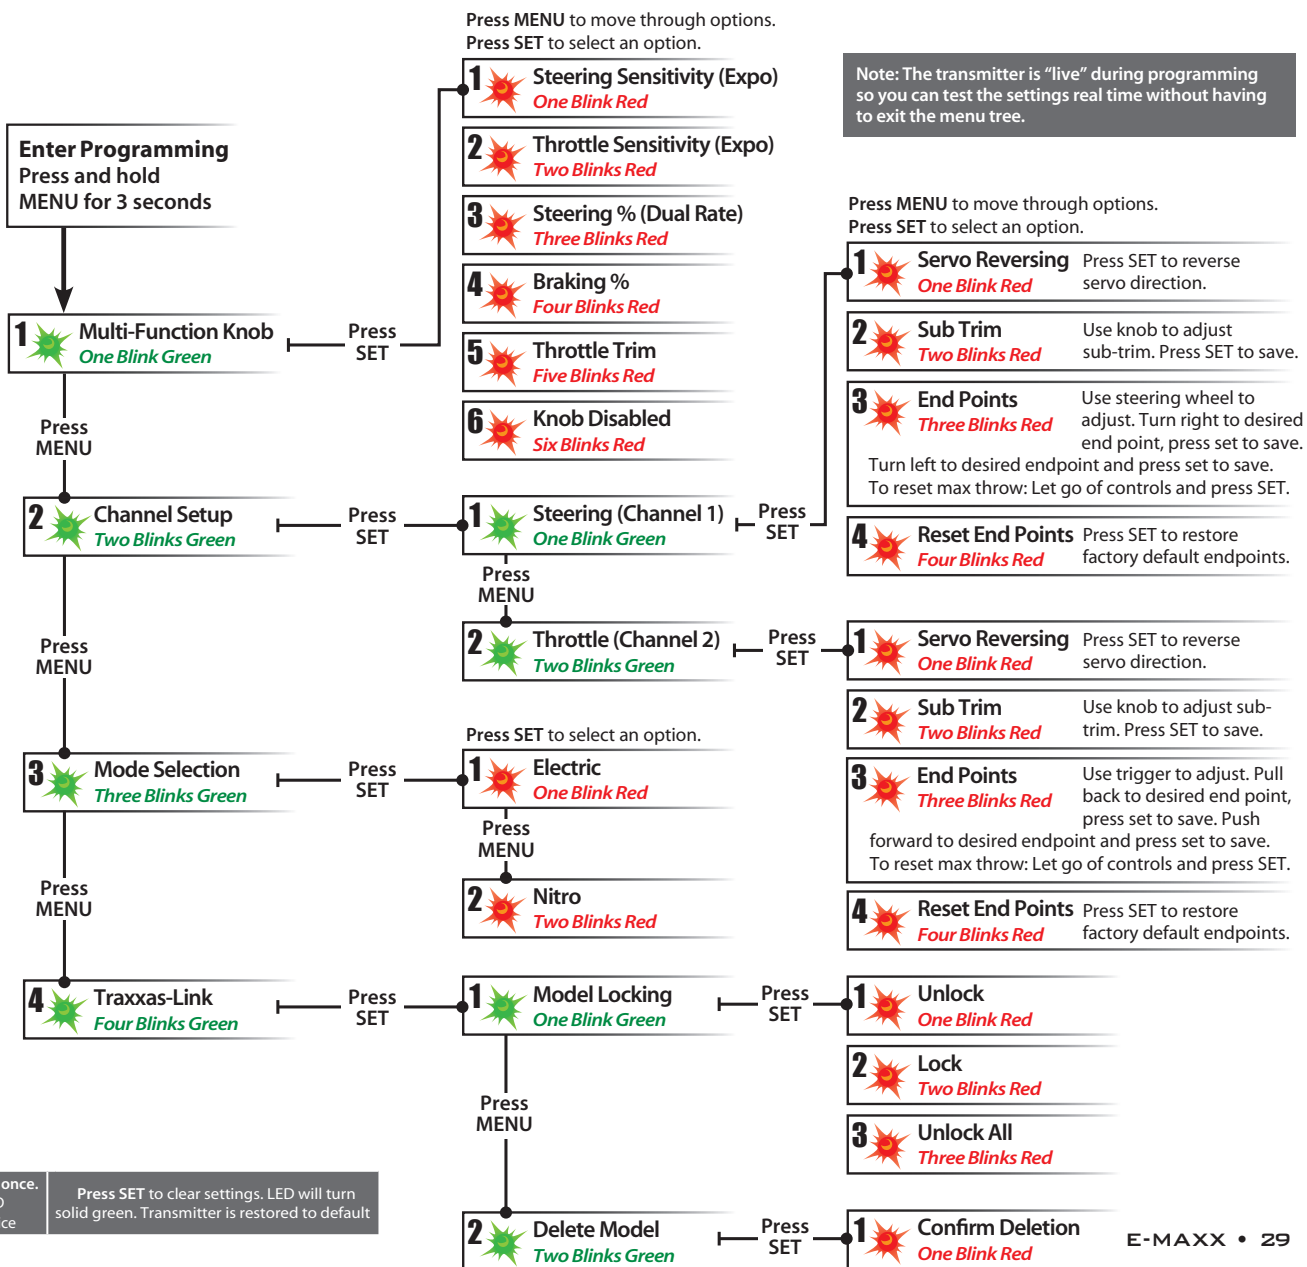 Press MENU to move through options.
Press SET to select an option.
1 Steering Sensitivity (Expo)
One Blink Red
2 Throttle Sensitivity (Expo)
Two Blinks Red
3 Steering % (Dual Rate)
Three Blinks Red
4 Braking %
Four Blinks Red
5 Throttle Trim
Five Blinks Red
6 Knob Disabled
Six Blinks Red
Note: The transmitter is “live” during programming
so you can test the settings real time without having
to exit the menu tree.
Enter Programming
Press and hold
MENU for 3 seconds
1 Multi-Function Knob
One Blink Green
Press
SET
Press
MENU
2 Channel Setup
Two Blinks Green
Press
SET
1 Steering (Channel 1)
One Blink Green
Press
SET
Press
MENU
2 Throttle (Channel 2)
Two Blinks Green
Press
SET
Press MENU to move through options.
Press SET to select an option.
1 Servo Reversing
One Blink Red
Press SET to reverse
servo direction.
2 Sub Trim
Two Blinks Red
Use knob to adjust
sub-trim. Press SET to save.
3 End Points
Three Blinks Red
Use steering wheel to
adjust. Turn right to desired
end point, press set to save.
Turn left to desired endpoint and press set to save.
To reset max throw: Let go of controls and press SET.
4 Reset End Points
Four Blinks Red
Press SET to restore
factory default endpoints.
1 Servo Reversing
One Blink Red
Press SET to reverse
servo direction.
2 Sub Trim
Two Blinks Red
Use knob to adjust sub-
trim. Press SET to save.
3 End Points
Three Blinks Red
Use trigger to adjust. Pull
back to desired end point,
press set to save. Push
forward to desired endpoint and press set to save.
To reset max throw: Let go of controls and press SET.
4 Reset End Points
Four Blinks Red
Press SET to restore
factory default endpoints.
Press
MENU
3 Mode Selection
Three Blinks Green
Press
SET
Press SET to select an option.
1 Electric
One Blink Red
Press
MENU
2 Nitro
Two Blinks Red
Press
MENU
4 Traxxas-Link
Four Blinks Green
Press
SET
1 Model Locking
One Blink Green
Press
SET
1 Unlock
One Blink Red
2 Lock
Two Blinks Red
3 Unlock All
Three Blinks Red
Press
MENU
2 Delete Model
Two Blinks Green
Press
SET
1 Confirm Deletion
One Blink Red
once.
Press SET to clear settings. LED will turn
solid green. Transmitter is restored to default
E-MAXX • 29